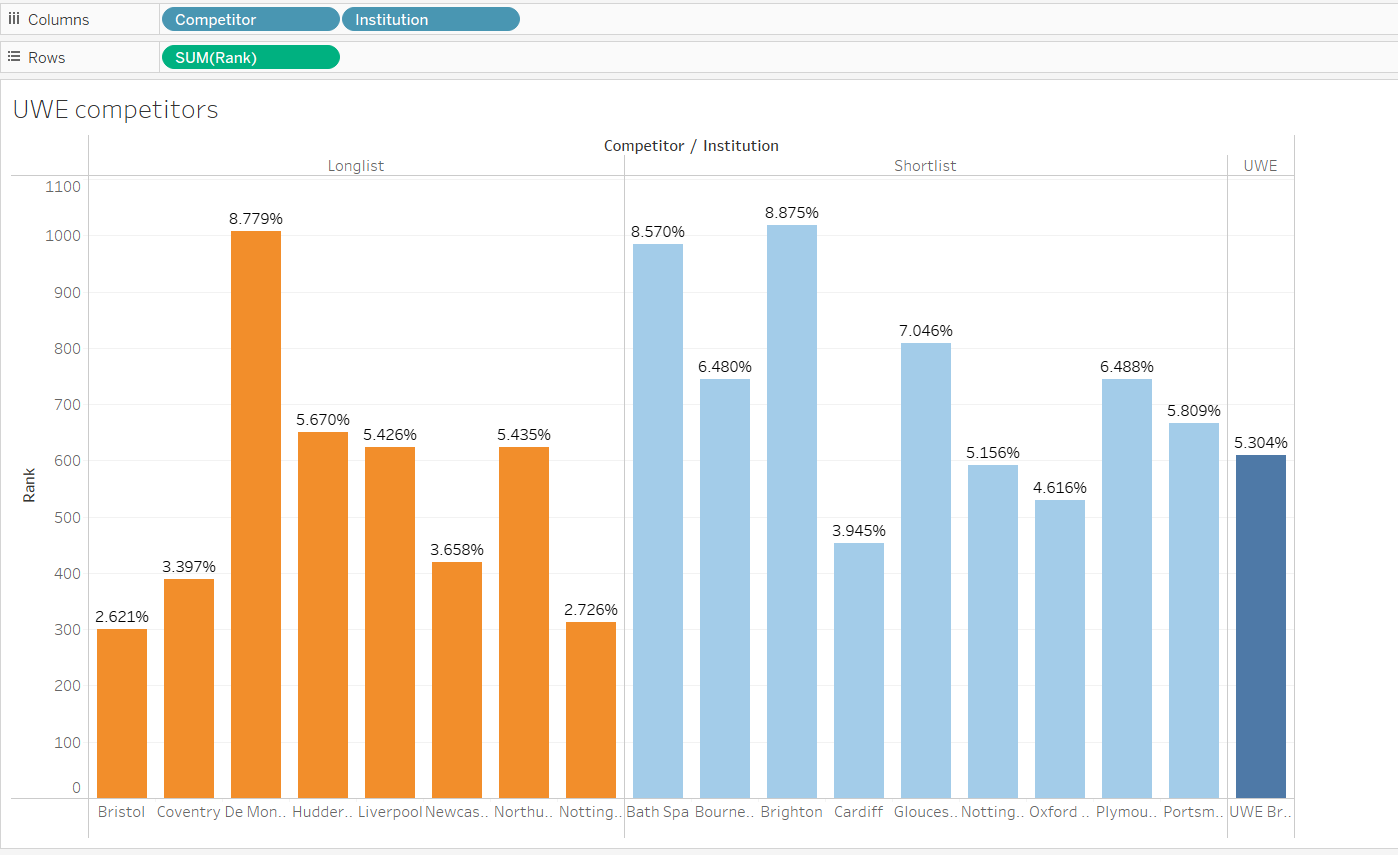 Columns Competitor Institution
Rows SUM(Rank)
UWE competitors
Competitor / Institution
Longlist Shortlist UWE
Rank
1100
1000
900
800
700
600
500
400
300
200
100
0
2.621% 3.397% 8.779% 5.670% 5.426% 3.658% 5.435% 2.726% 8.570% 6.480% 8.875% 3.945% 7.046% 5.156% 4.616% 6.488% 5.809% 5.304%
Bristol Coventry De Mon.. Hudder.. Liverpool Newcas.. Northu.. Notting.. Bath Spa Bourne.. Brighton Cardiff Glouces.. Notting.. Oxford .. Plymou.. Portsm.. UWE Br..